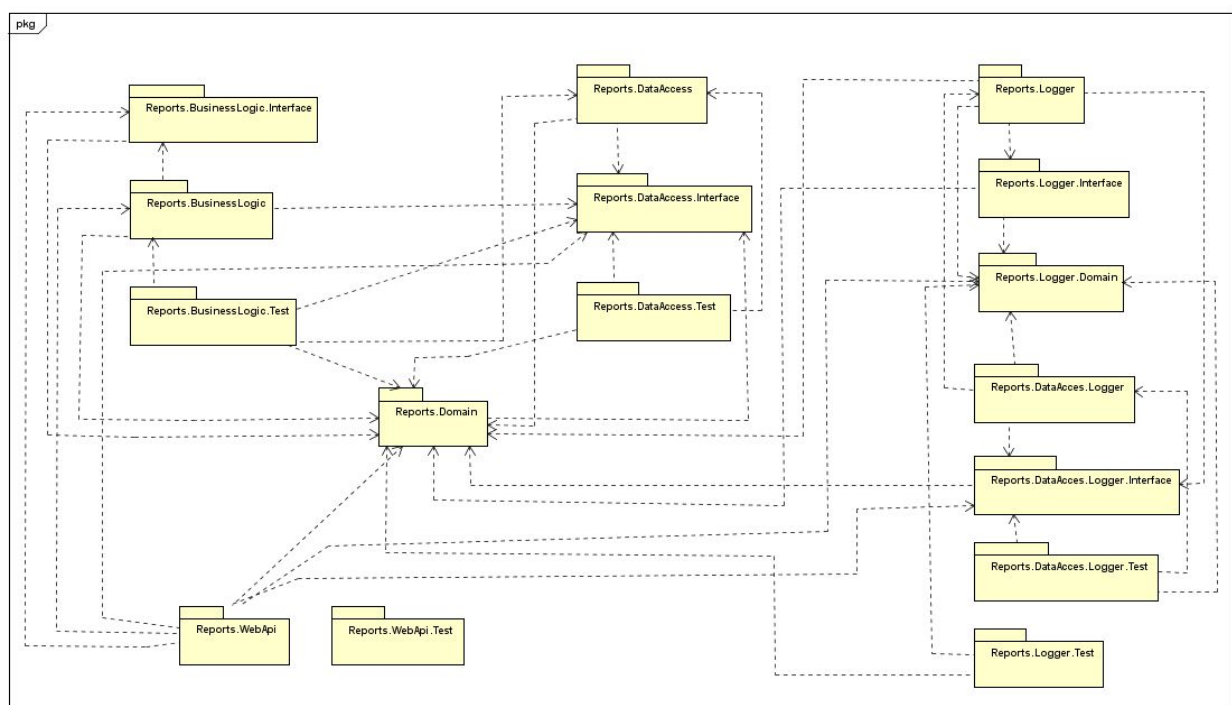 pkg
Reports.BusinessLogic.Interface
Reports.DataAccess
Reports.Logger
Reports.BusinessLogic
Reports.DataAccess.Interface
Reports.Logger.Interface
Reports.BusinessLogic.Test
Reports.DataAccess.Test
Reports.Logger.Domain
Reports.Domain
Reports.DataAcces.Logger
Reports.DataAcces.Logger.Interface
Reports.DataAcces.Logger.Test
Reports.WebApi
Reports.WebApi.Test
Reports.Logger.Test